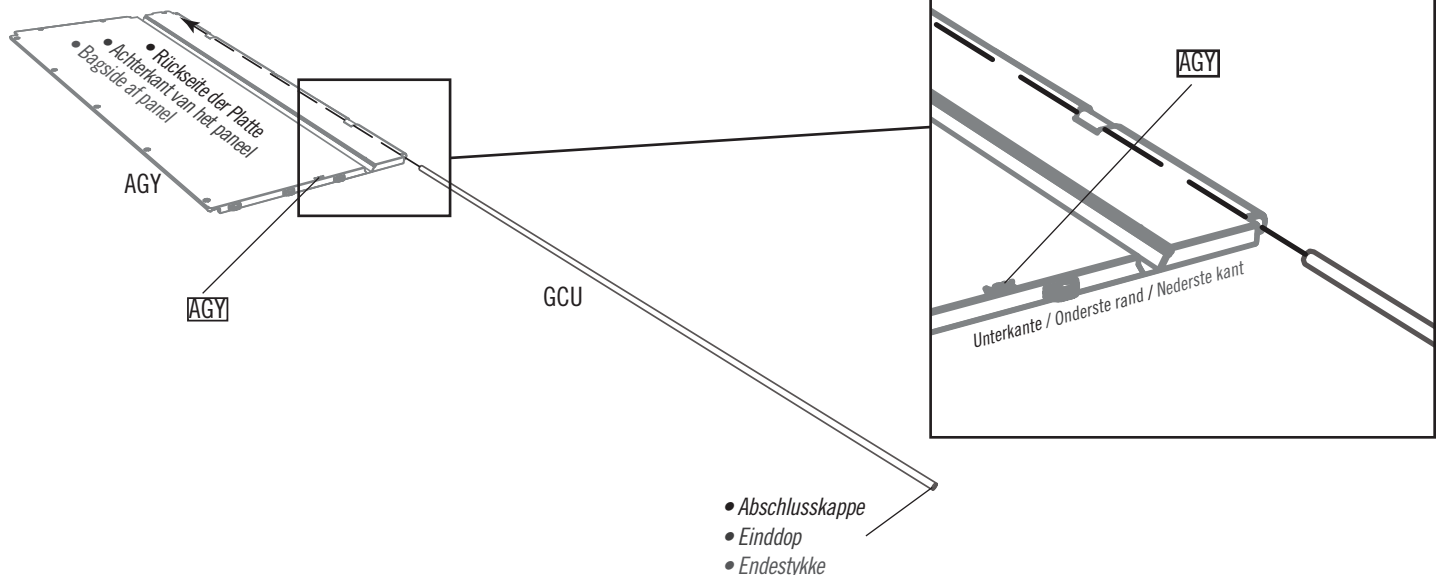 • Rückseite der Platte
• Achterkant van het paneel
• Bagside af panel
AGY
AGY
GCU
• Abschlusskappe
• Einddop
• Endestykke
AGY
Unterkante / Onderste rand / Nederste kant